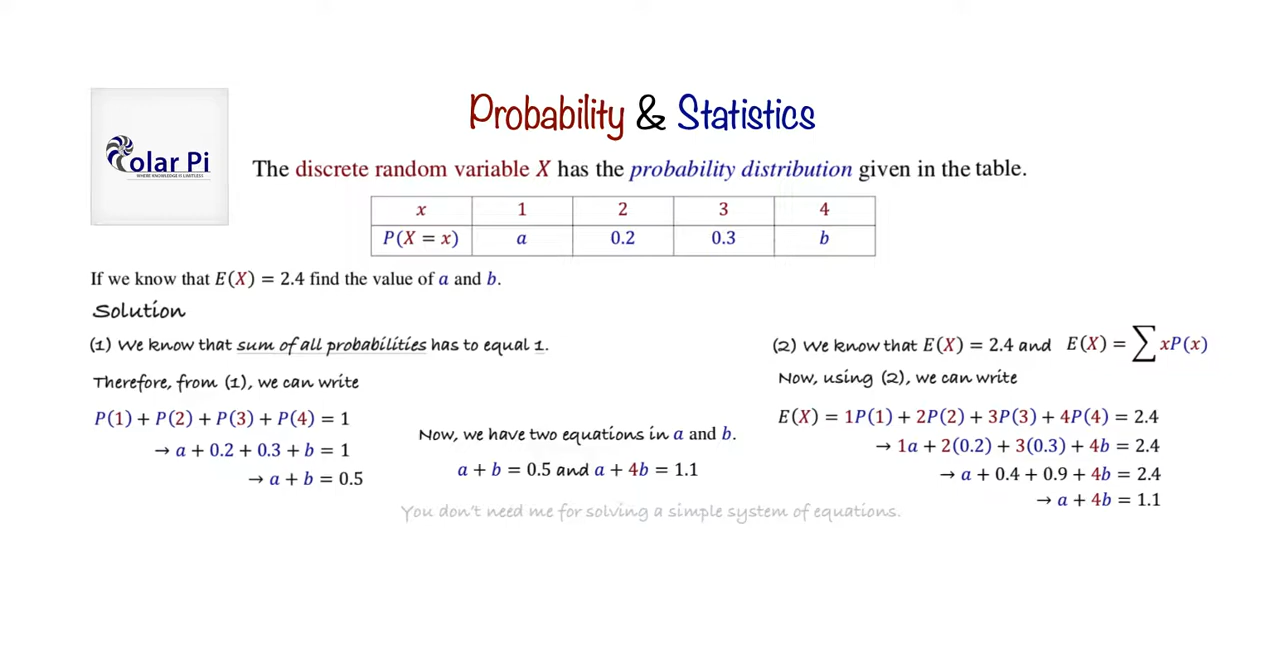 Probability & Statistics
olar Pi
WHERE KNOWLEDGE IS LIMITLESS
The discrete random variable X has the probability distribution given in the table.
x 1 2 3 4
P(X = x) a 0.2 0.3 b
If we know that E(X) = 2.4 find the value of a and b.
Solution
(1) We know that sum of all probabilities has to equal 1.
Therefore, from (1), we can write
P(1) + P(2) + P(3) + P(4) = 1
→ a + 0.2 + 0.3 + b = 1
→ a + b = 0.5
Now, we have two equations in a and b.
a + b = 0.5 and a + 4b = 1.1
You don't need me for solving a simple system of equations.
(2) We know that E(X) = 2.4 and E(X) = ∑ xP(x)
Now, using (2), we can write
E(X) = 1P(1) + 2P(2) + 3P(3) + 4P(4) = 2.4
→ 1a + 2(0.2) + 3(0.3) + 4b = 2.4
→ a + 0.4 + 0.9 + 4b = 2.4
→ a + 4b = 1.1